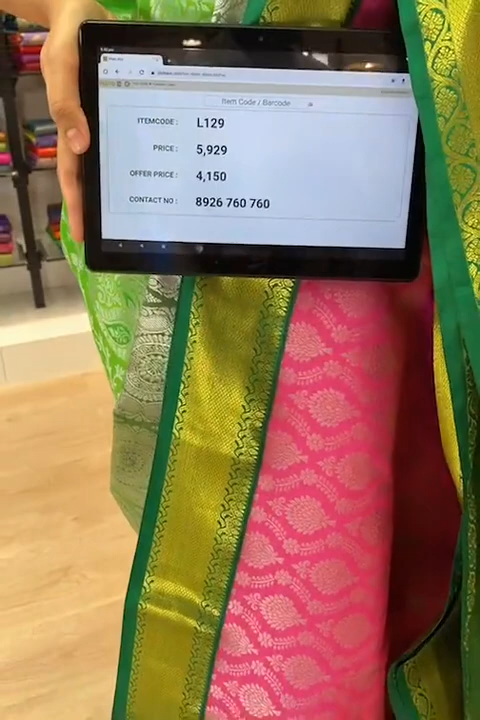 Item Code / Barcode
ITEMCODE : L129
PRICE : 5,929
OFFER PRICE : 4,150
CONTACT NO : 8926 760 760